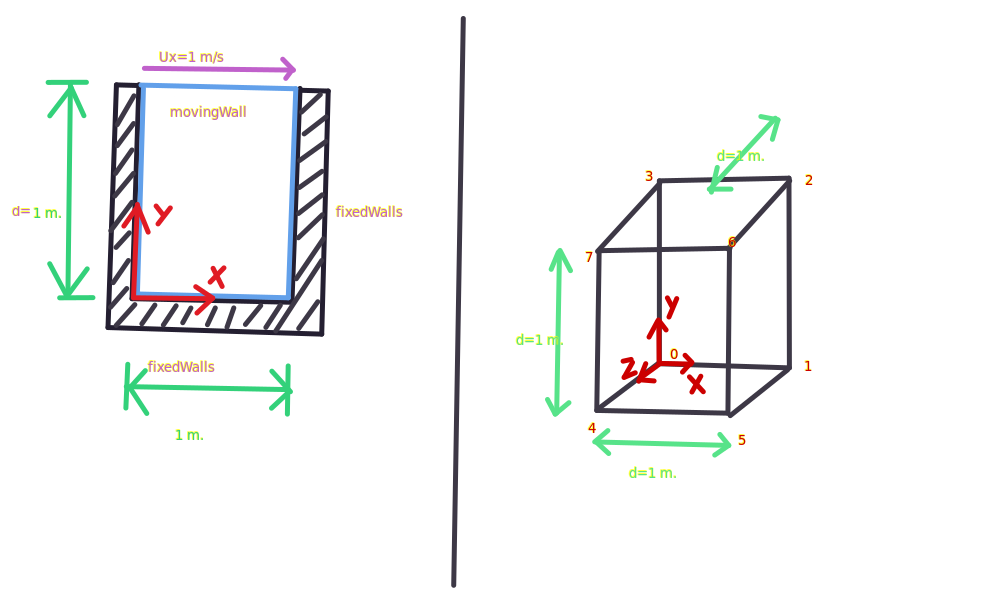 Ux=1 m/s
movingWall
d=1 m.
Y
fixedWalls
X
fixedWalls
1 m.
d=1 m.
3
2
6
7
d=1 m.
Y
0
Z
X
1
4
5
d=1 m.